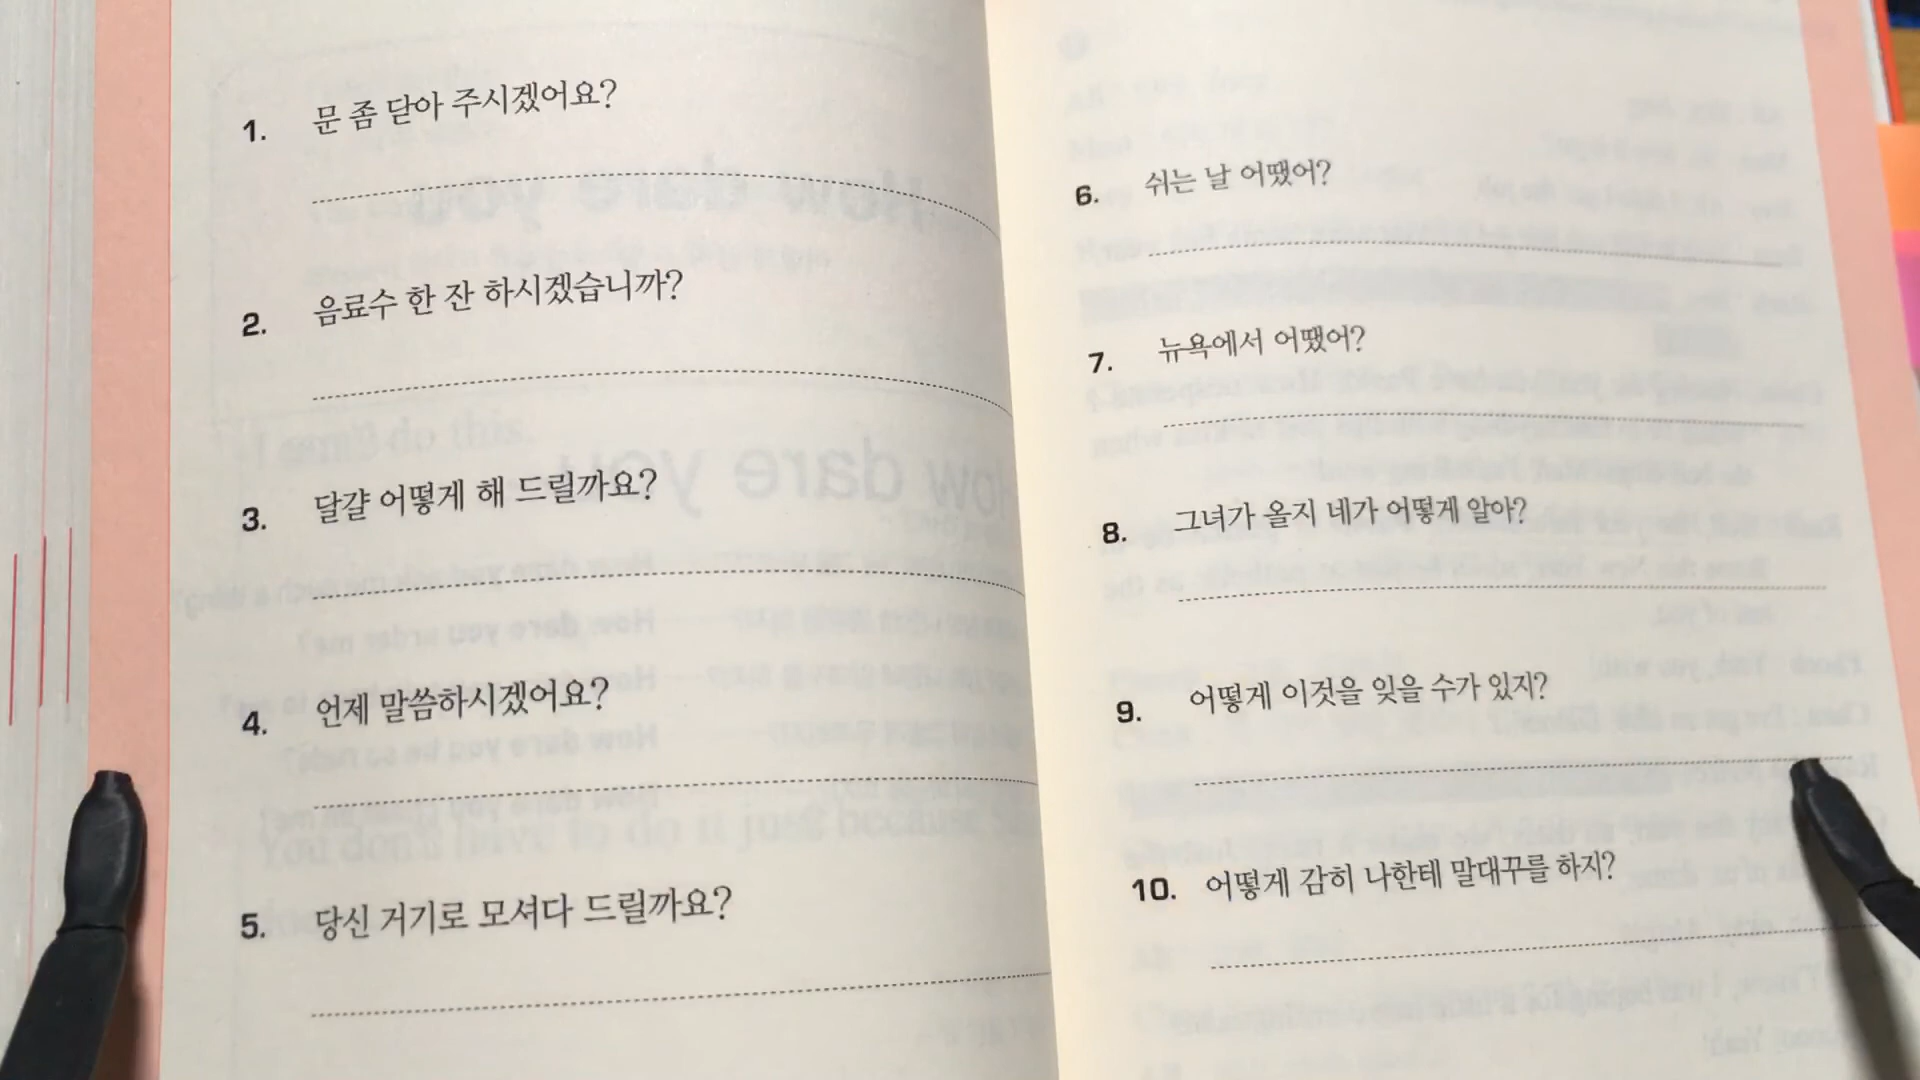 1. 문 좀 닫아 주시겠어요?
2. 음료수 한 잔 하시겠습니까?
3. 달걀 어떻게 해 드릴까요?
4. 언제 말씀하시겠어요?
5. 당신 거기로 모셔다 드릴까요?
6. 쉬는 날 어땠어?
7. 뉴욕에서 어땠어?
8. 그녀가 올지 네가 어떻게 알아?
9. 어떻게 이것을 잊을 수가 있지?
10. 어떻게 감히 나한테 말대꾸를 하지?